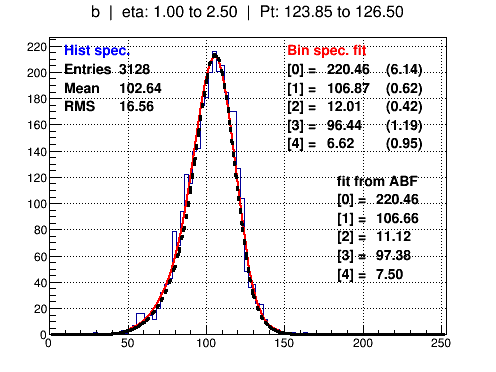 b | eta: 1.00 to 2.50 | Pt: 123.85 to 126.50
Hist spec.
Entries 3128
Mean 102.64
RMS 16.56
Bin spec. fit
[0] = 220.46 (6.14)
[1] = 106.87 (0.62)
[2] = 12.01 (0.42)
[3] = 96.44 (1.19)
[4] = 6.62 (0.95)
fit from ABF
[0] = 220.46
[1] = 106.66
[2] = 11.12
[3] = 97.38
[4] = 7.50
220
200
180
160
140
120
100
80
60
40
20
0
0 50 100 150 200 250